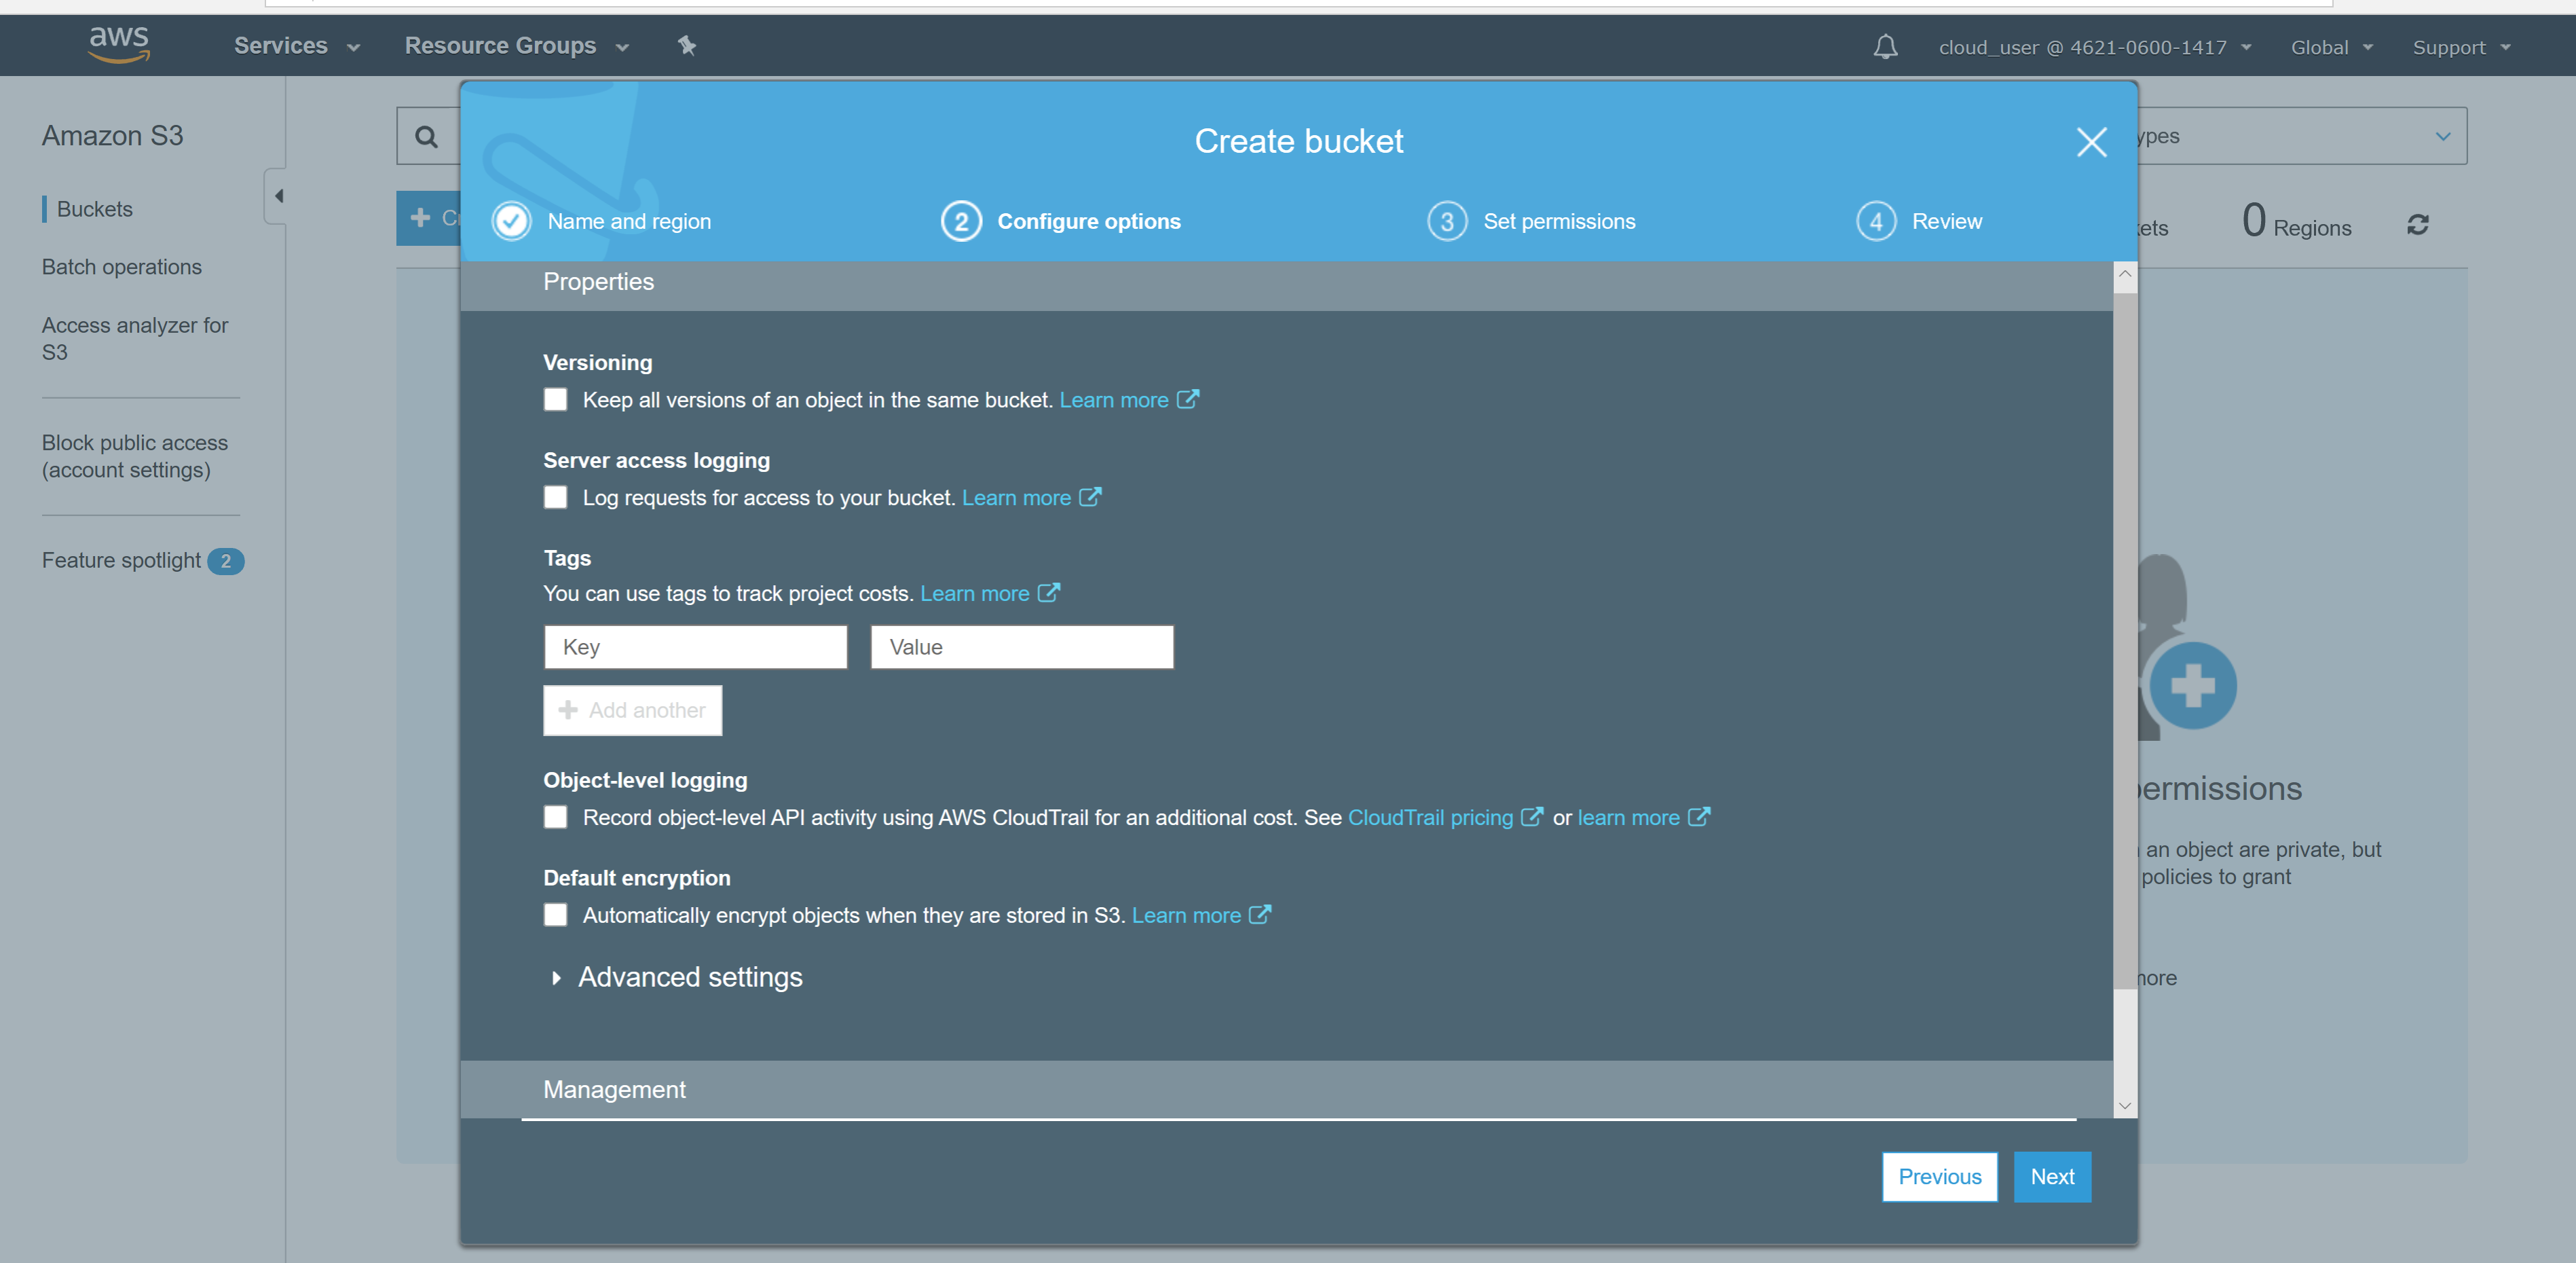 aws
Services
Resource Groups
cloud_user @ 4621-0600-1417
Global
Support
Amazon S3
Buckets
Batch operations
Access analyzer for
S3
Block public access
(account settings)
Feature spotlight 2
Create bucket
Name and region
2 Configure options
3 Set permissions
4 Review
Properties
Versioning
Keep all versions of an object in the same bucket. Learn more
Server access logging
Log requests for access to your bucket. Learn more
Tags
You can use tags to track project costs. Learn more
Key
Value
Add another
Object-level logging
Record object-level API activity using AWS CloudTrail for an additional cost. See CloudTrail pricing or learn more
Default encryption
Automatically encrypt objects when they are stored in S3. Learn more
Advanced settings
Management
Previous
Next
0 Regions
an object are private, but
policies to grant